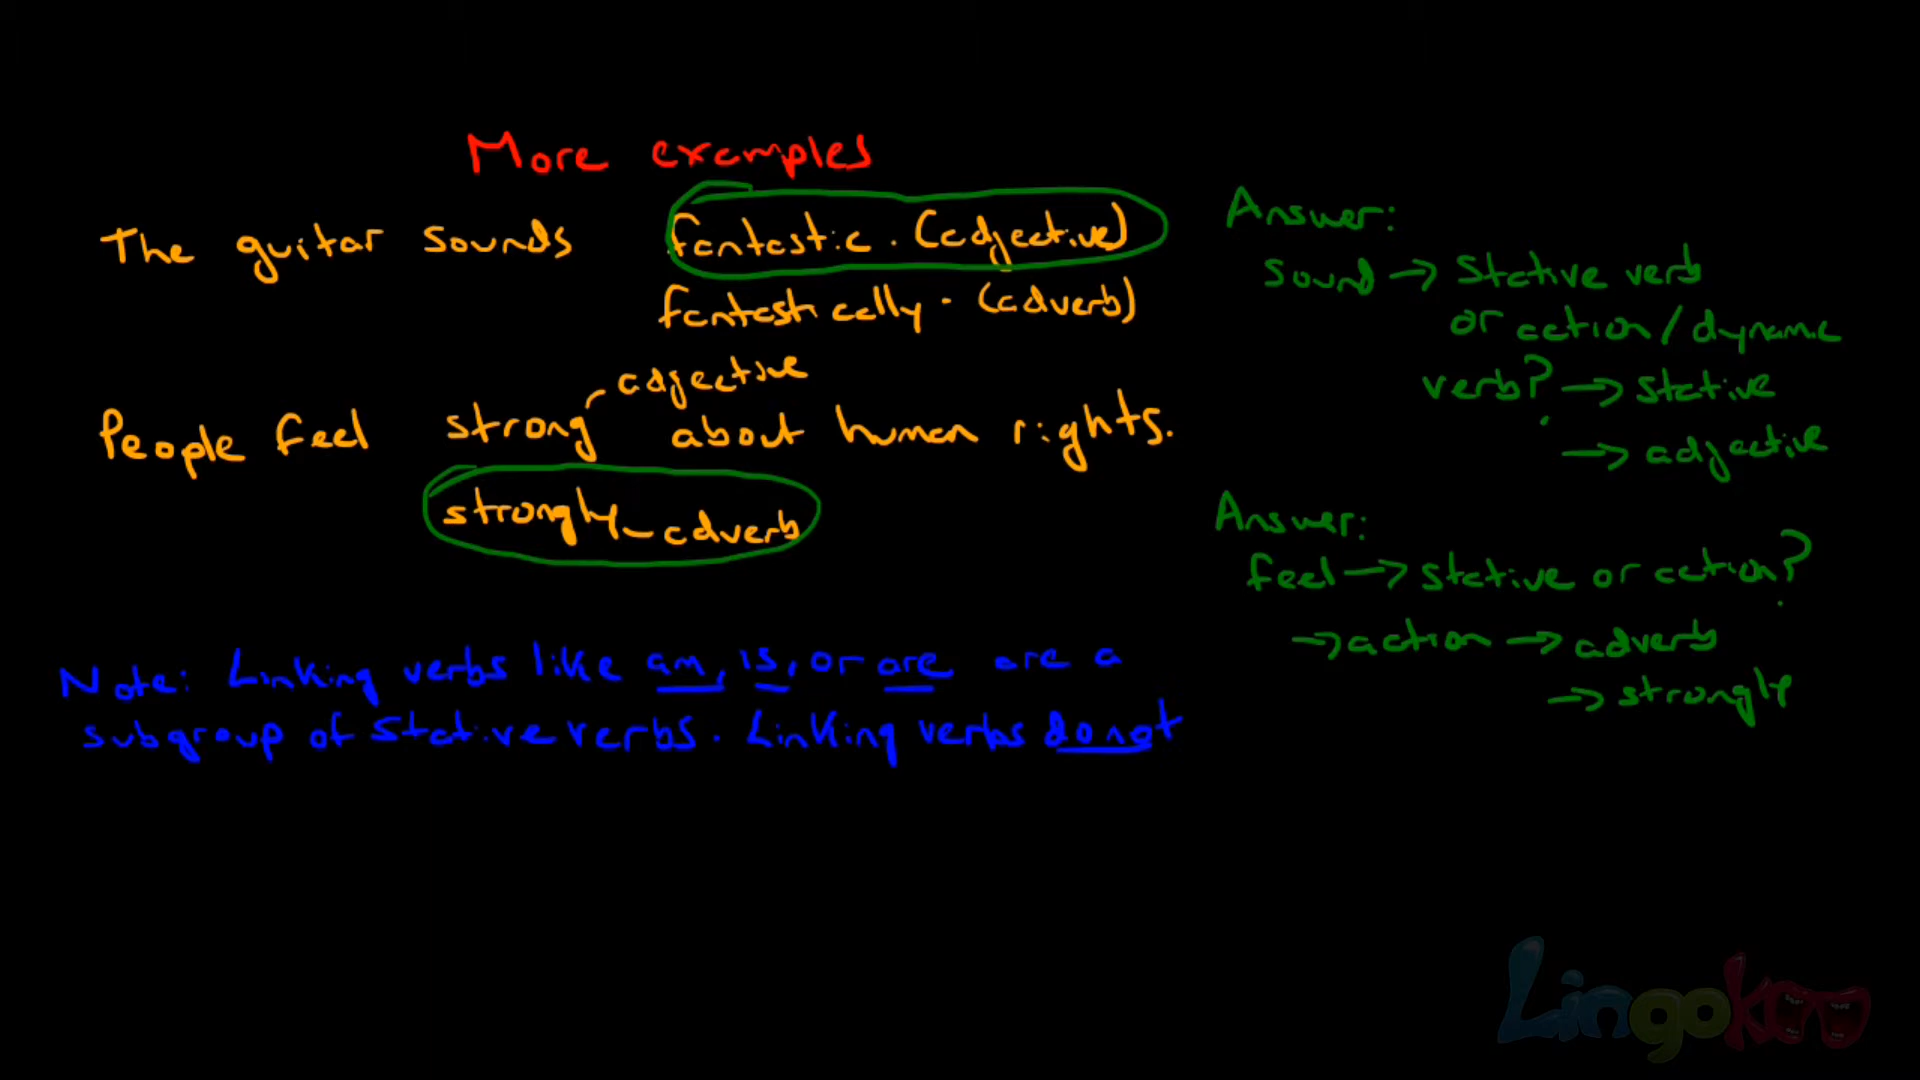 More examples
The guitar sounds fantastic. (adjective)
fantastically. (adverb)
adjective
People feel strong about human rights.
strongly - adverb
Note: Linking verbs like am, is, or are are a
subgroup of stative verbs. Linking verbs do not
Answer:
sound → stative verb
or action/dynamic
verb? → stative
→ adjective
Answer:
feel → stative or action?
→ action → adverb
→ strongly
Lingokoo